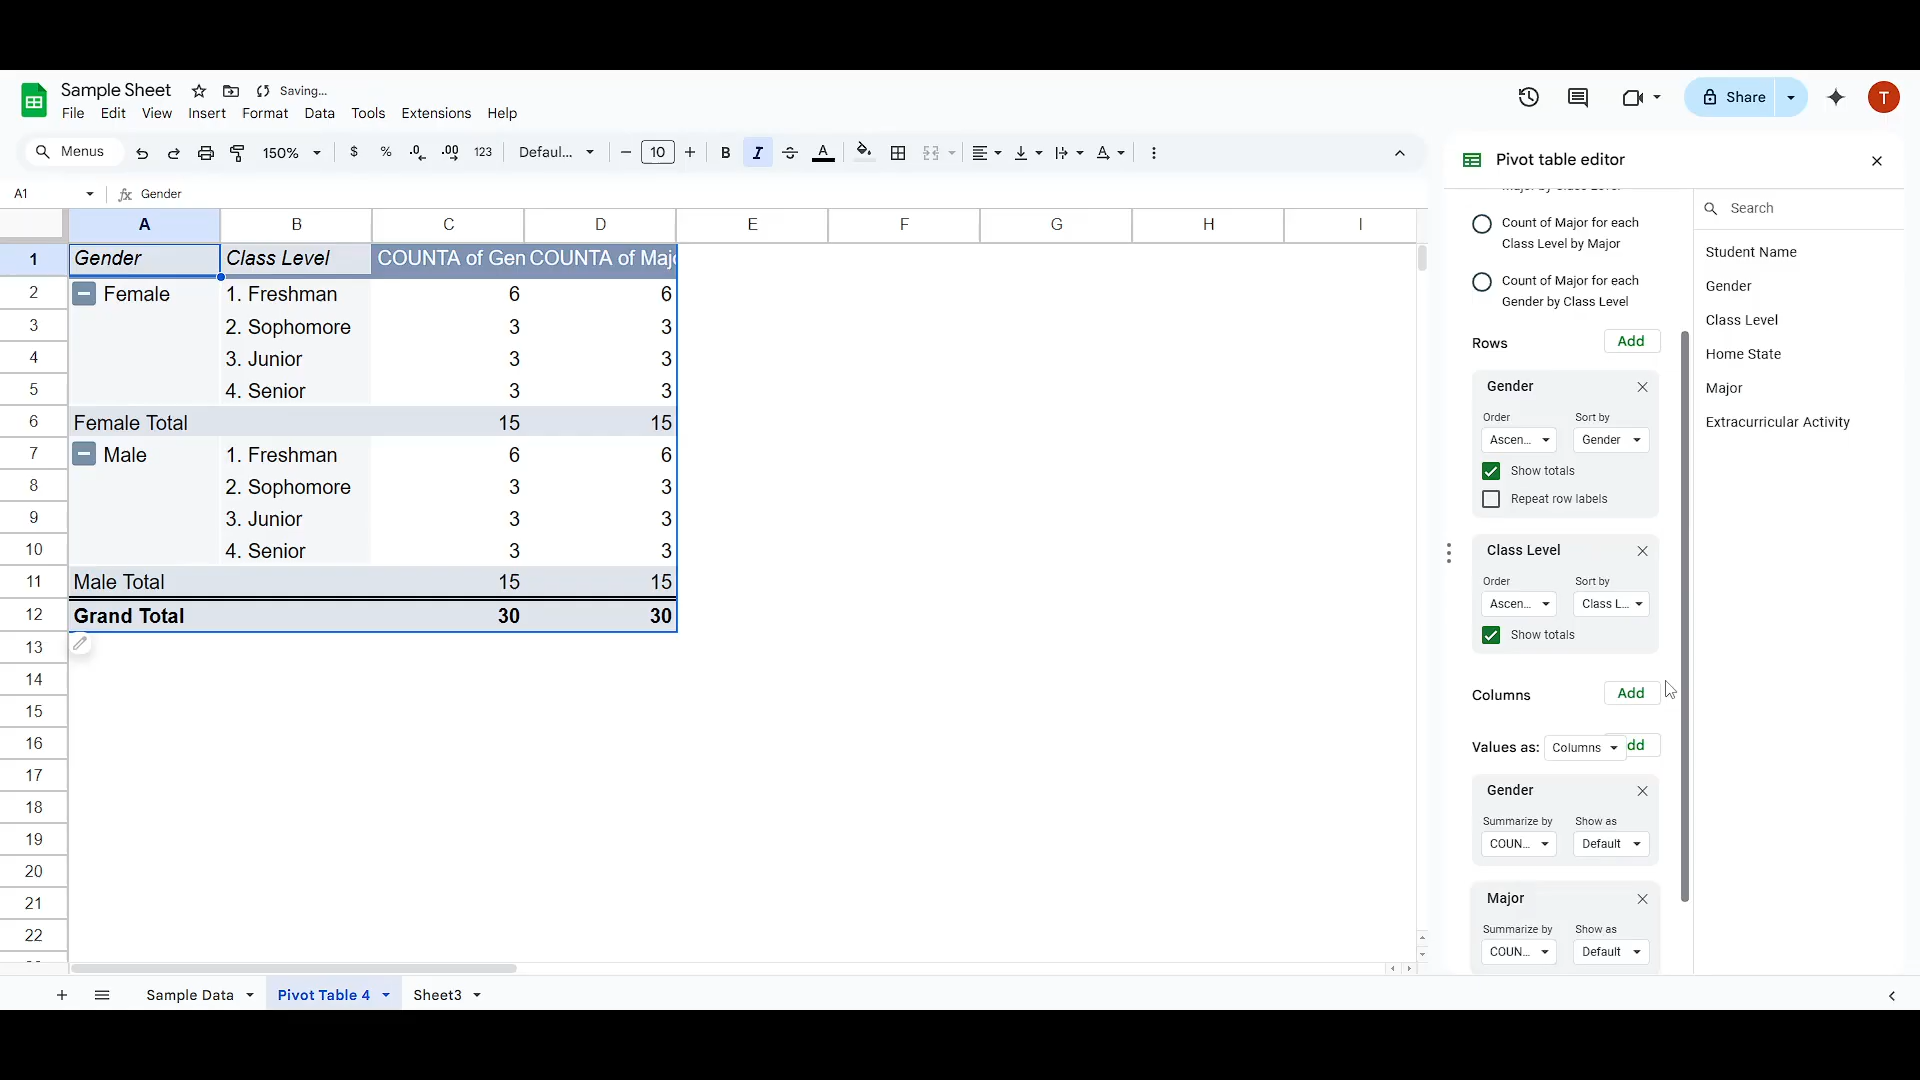 Sample Sheet Saving...
File Edit View Insert Format Data Tools Extensions Help
Share
T
Menus 150% $ % .0 .00 123 Defaul... 10 B I A
A1 Gender
A B C D E F G H I
1 Gender Class Level COUNTA of Gen COUNTA of Maj
2 Female 1. Freshman 6 6
3 2. Sophomore 3 3
4 3. Junior 3 3
5 4. Senior 3 3
6 Female Total 15 15
7 Male 1. Freshman 6 6
8 2. Sophomore 3 3
9 3. Junior 3 3
10 4. Senior 3 3
11 Male Total 15 15
12 Grand Total 30 30
13
14
15
16
17
18
19
20
21
22
Pivot table editor
Count of Major for each
Class Level by Major
Count of Major for each
Gender by Class Level
Rows Add
Gender
Order Sort by
Ascen... Gender
Show totals
Repeat row labels
Class Level
Order Sort by
Ascen... Class L...
Show totals
Columns Add
Values as: Columns dd
Gender
Summarize by Show as
COUN... Default
Major
Summarize by Show as
COUN... Default
Search
Student Name
Gender
Class Level
Home State
Major
Extracurricular Activity
Sample Data Pivot Table 4 Sheet3